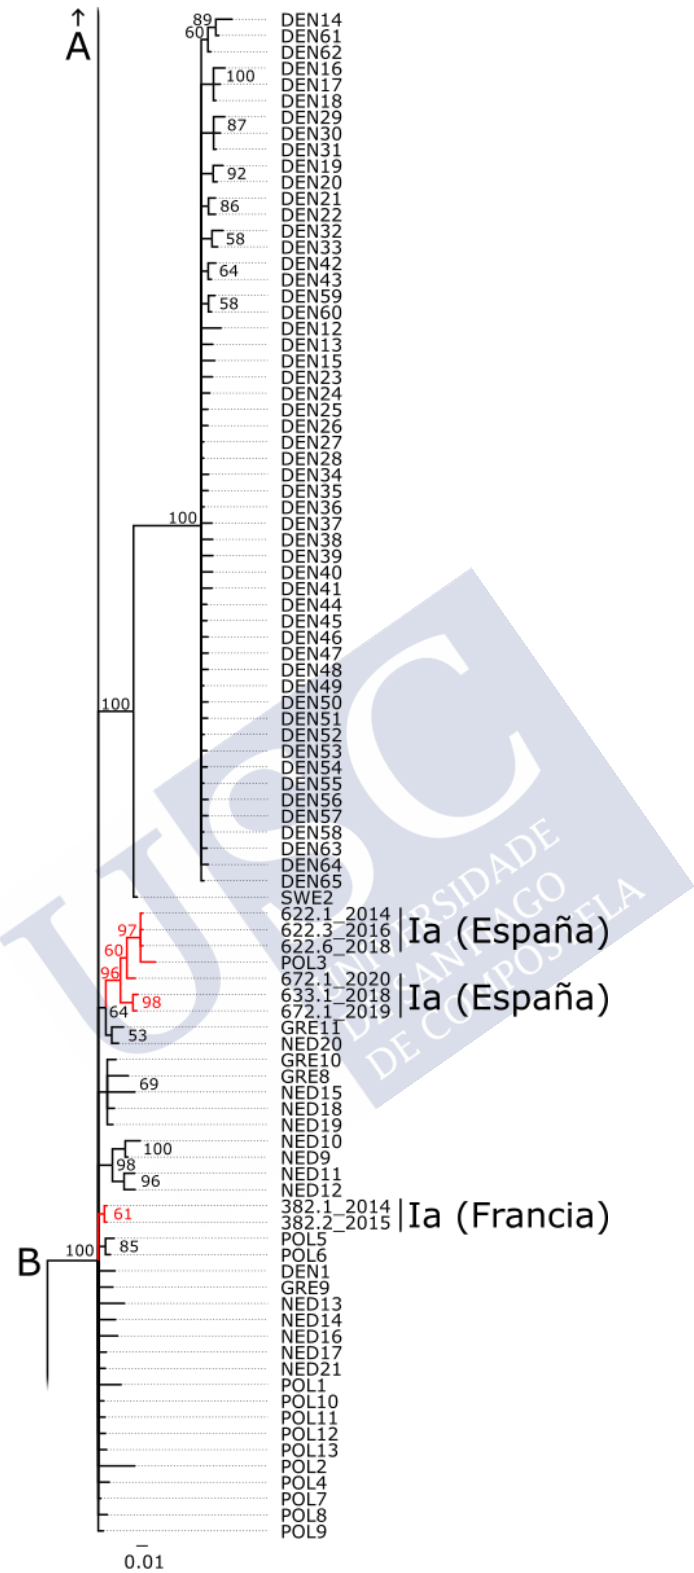 ↑
A
89
DEN14
60
DEN61
DEN62
DEN16
100
DEN17
DEN18
DEN29
87
DEN30
DEN31
DEN19
92
DEN20
DEN21
86
DEN22
DEN32
58
DEN33
DEN42
64
DEN43
DEN59
58
DEN60
DEN12
DEN13
DEN15
DEN23
DEN24
DEN25
DEN26
DEN27
DEN28
DEN34
DEN35
DEN36
100
DEN37
DEN38
DEN39
DEN40
DEN41
DEN44
DEN45
DEN46
DEN47
DEN48
DEN49
100
DEN50
DEN51
DEN52
DEN53
DEN54
DEN55
DEN56
DEN57
DEN58
DEN63
DEN64
DEN65
SWE2
622.1_2014
97
622.3_2016
Ia (España)
60
622.6_2018
POL3
96
672.1_2020
98
633.1_2018
Ia (España)
64
672.1_2019
GRE11
53
NED20
GRE10
GRE8
69
NED15
NED18
NED19
NED10
100
NED9
98
NED11
96
NED12
382.1_2014
61
382.2_2015
Ia (Francia)
POL5
85
100
POL6
B
DEN1
GRE9
NED13
NED14
NED16
NED17
NED21
POL1
POL10
POL11
POL12
POL13
POL2
POL4
POL7
POL8
POL9
0.01
USC
UNIVERSIDADE
DE SANTIAGO
DE COMPOSTELA